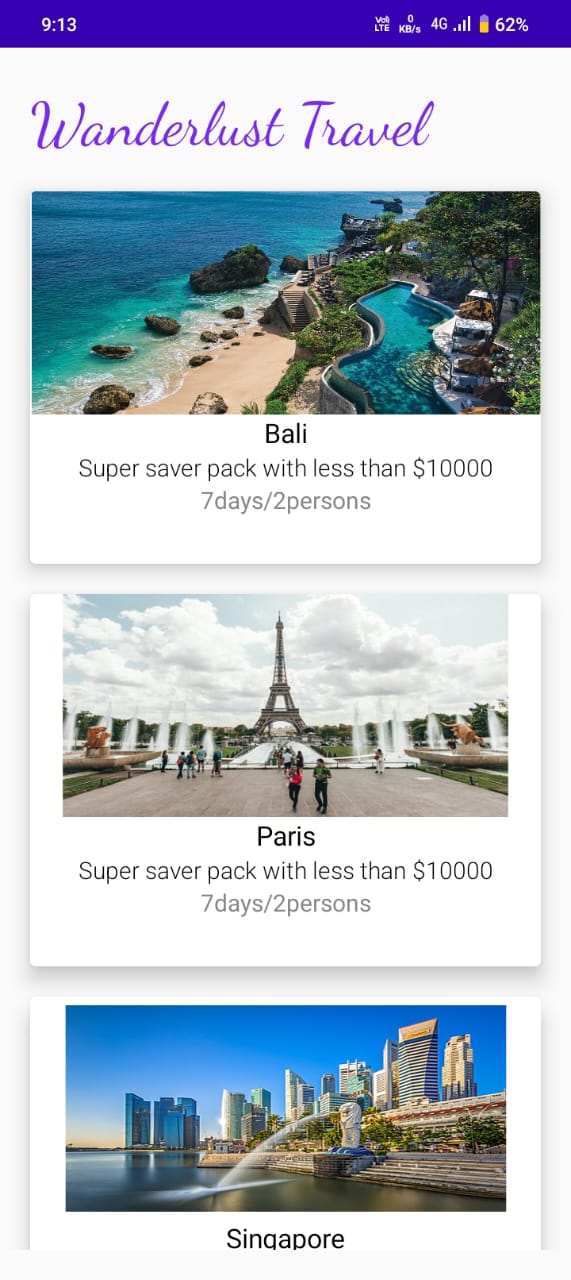 9:13 Vo) LTE 0 KB/s 4G 62%
Wanderlust Travel
Bali
Super saver pack with less than $10000
7days/2persons
Paris
Super saver pack with less than $10000
7days/2persons
Singapore